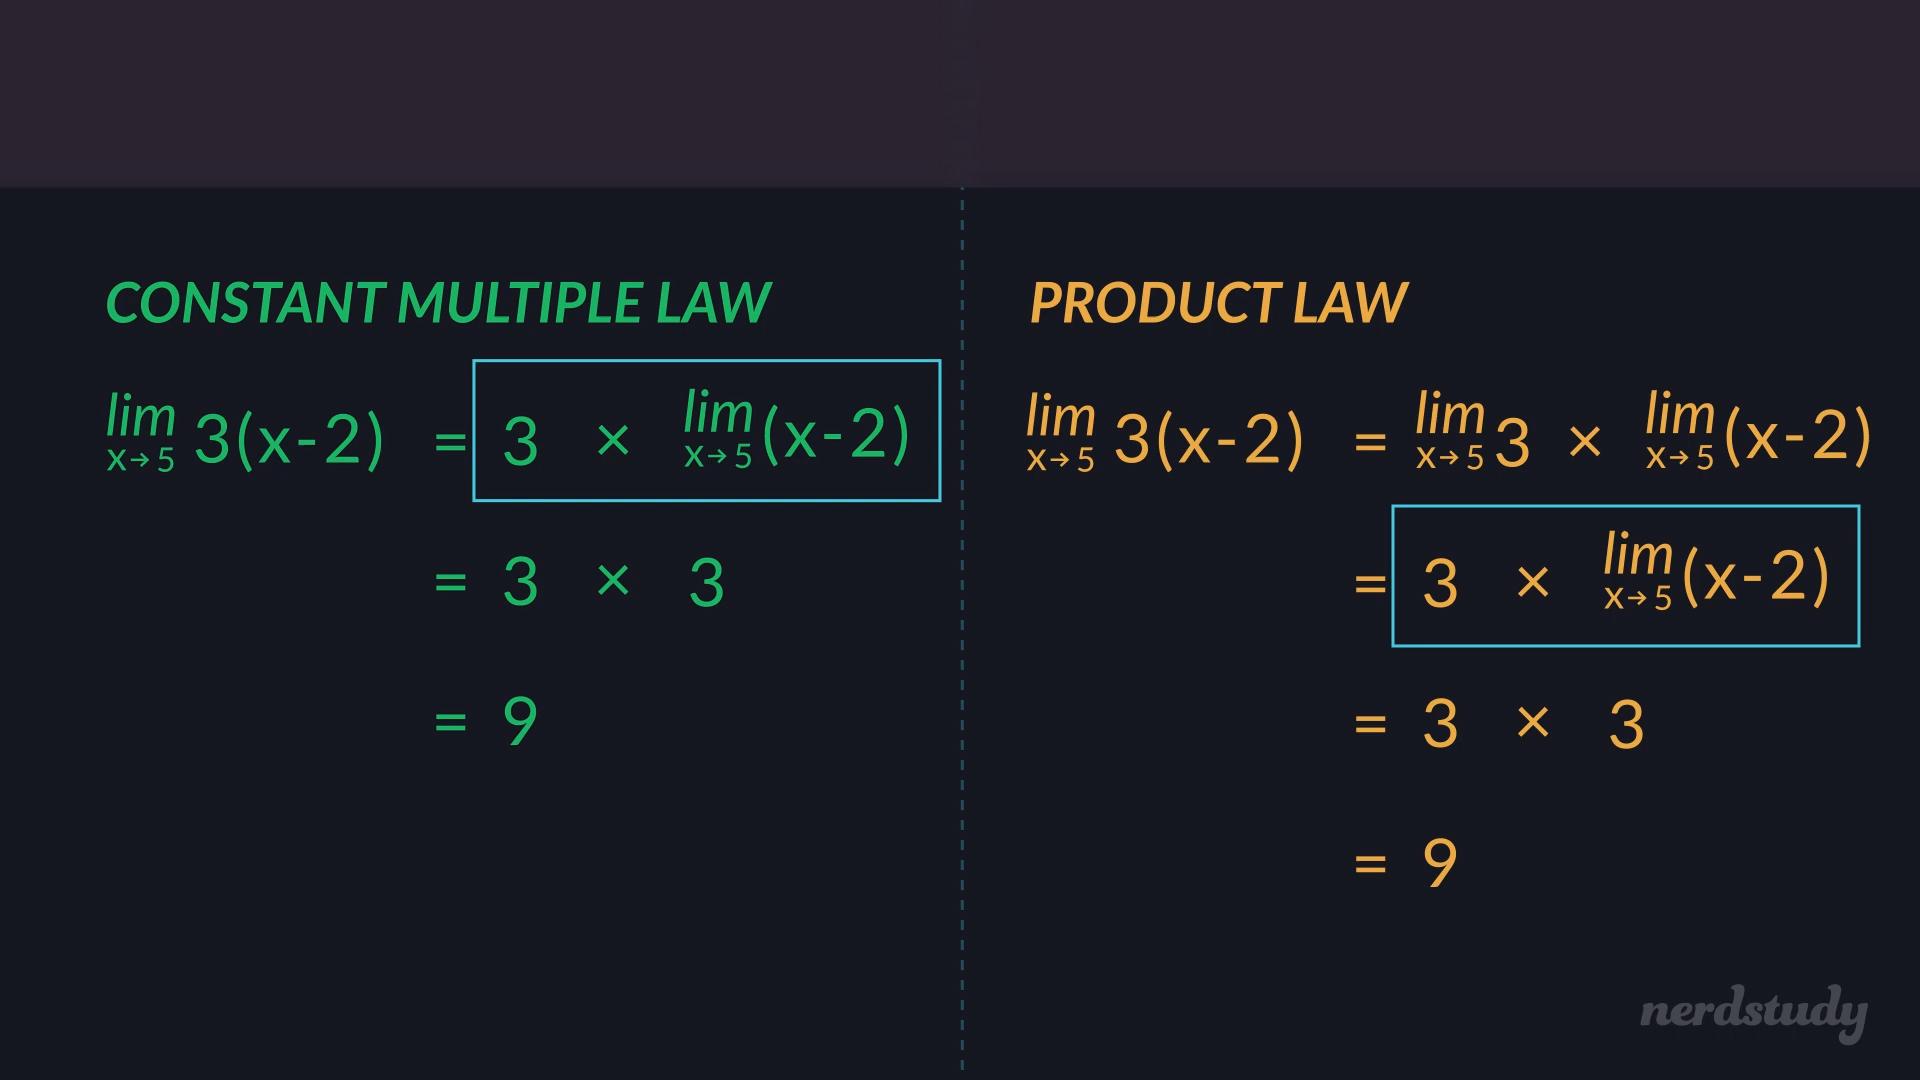 CONSTANT MULTIPLE LAW
lim x→5 3(x-2) = 3 × lim x→5 (x-2)
= 3 × 3
= 9
PRODUCT LAW
lim x→5 3(x-2) = lim x→5 3 × lim x→5 (x-2)
= 3 × lim x→5 (x-2)
= 3 × 3
= 9
nerdstudy